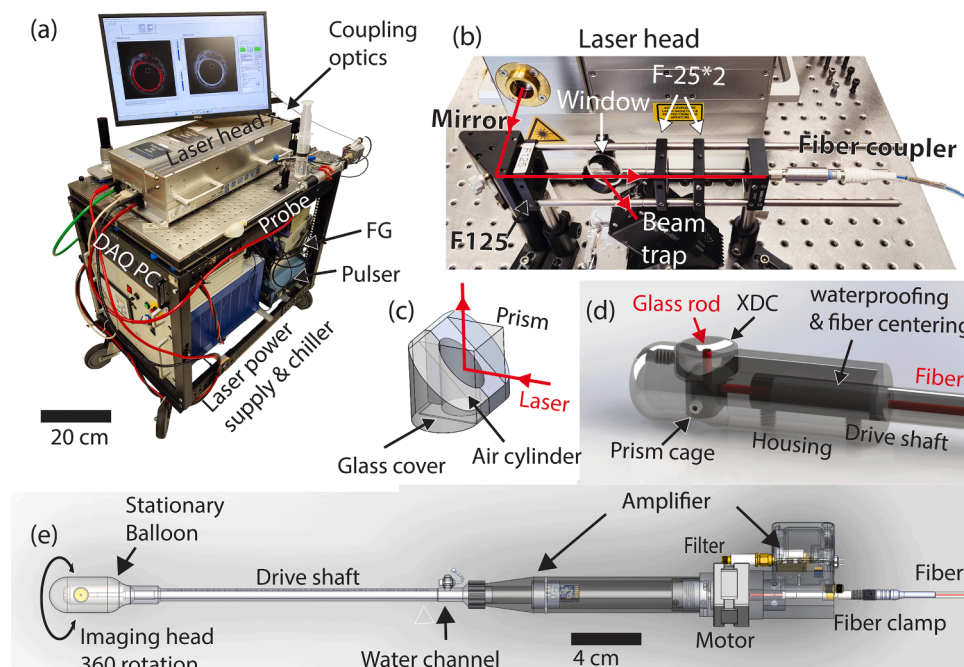 (a)
Coupling
optics
Laser head
Probe
FG
Pulser
DAQ PC
Laser power
supply & chiller
20 cm
(b)
Laser head
F-25*2
Window
Mirror
Fiber coupler
F125
F125
Beam
trap
(c)
Prism
Laser
Glass cover
Air cylinder
(d)
Glass rod
XDC
waterproofing
& fiber centering
Fiber
Prism cage
Housing
Drive shaft
(e)
Stationary
Balloon
Drive shaft
Imaging head
360 rotation
Water channel
Amplifier
Filter
Motor
4 cm
Fiber
Fiber clamp